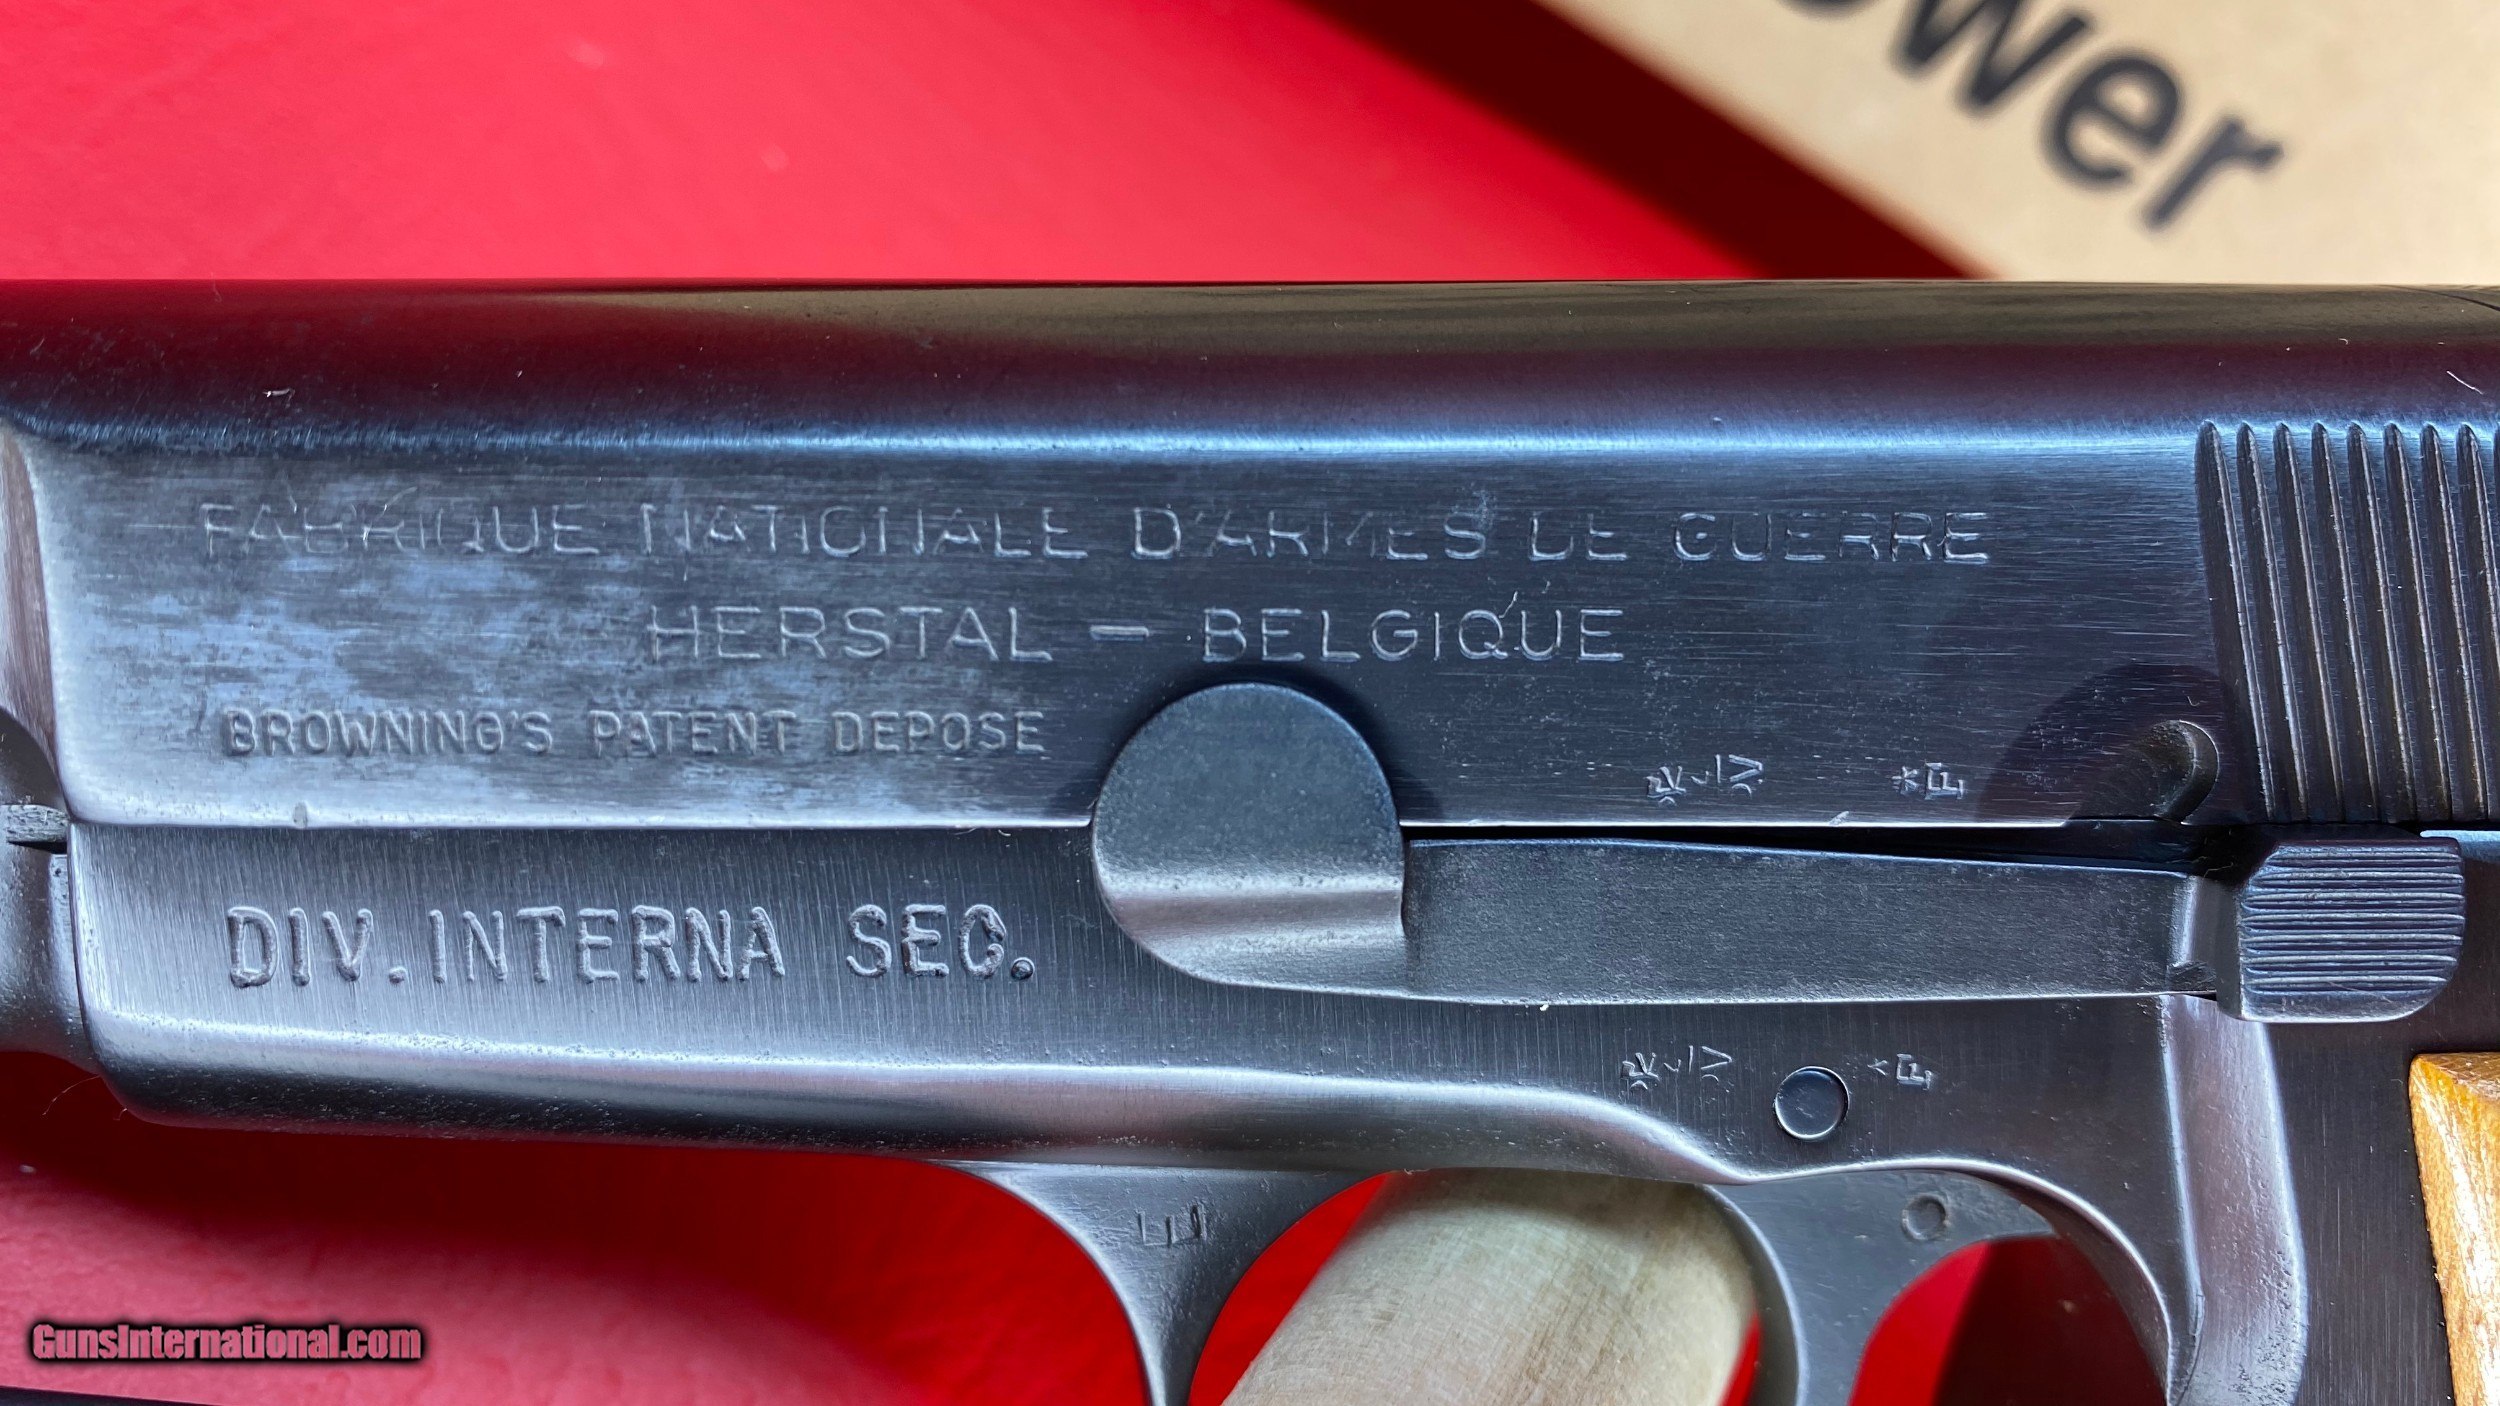 ower
FABRIQUE NATIONALE D'ARMES DE GUERRE
HERSTAL — BELGIQUE
BROWNING'S PATENT DEPOSE
DIV. INTERNA SEG.
E
GunsInternational.com